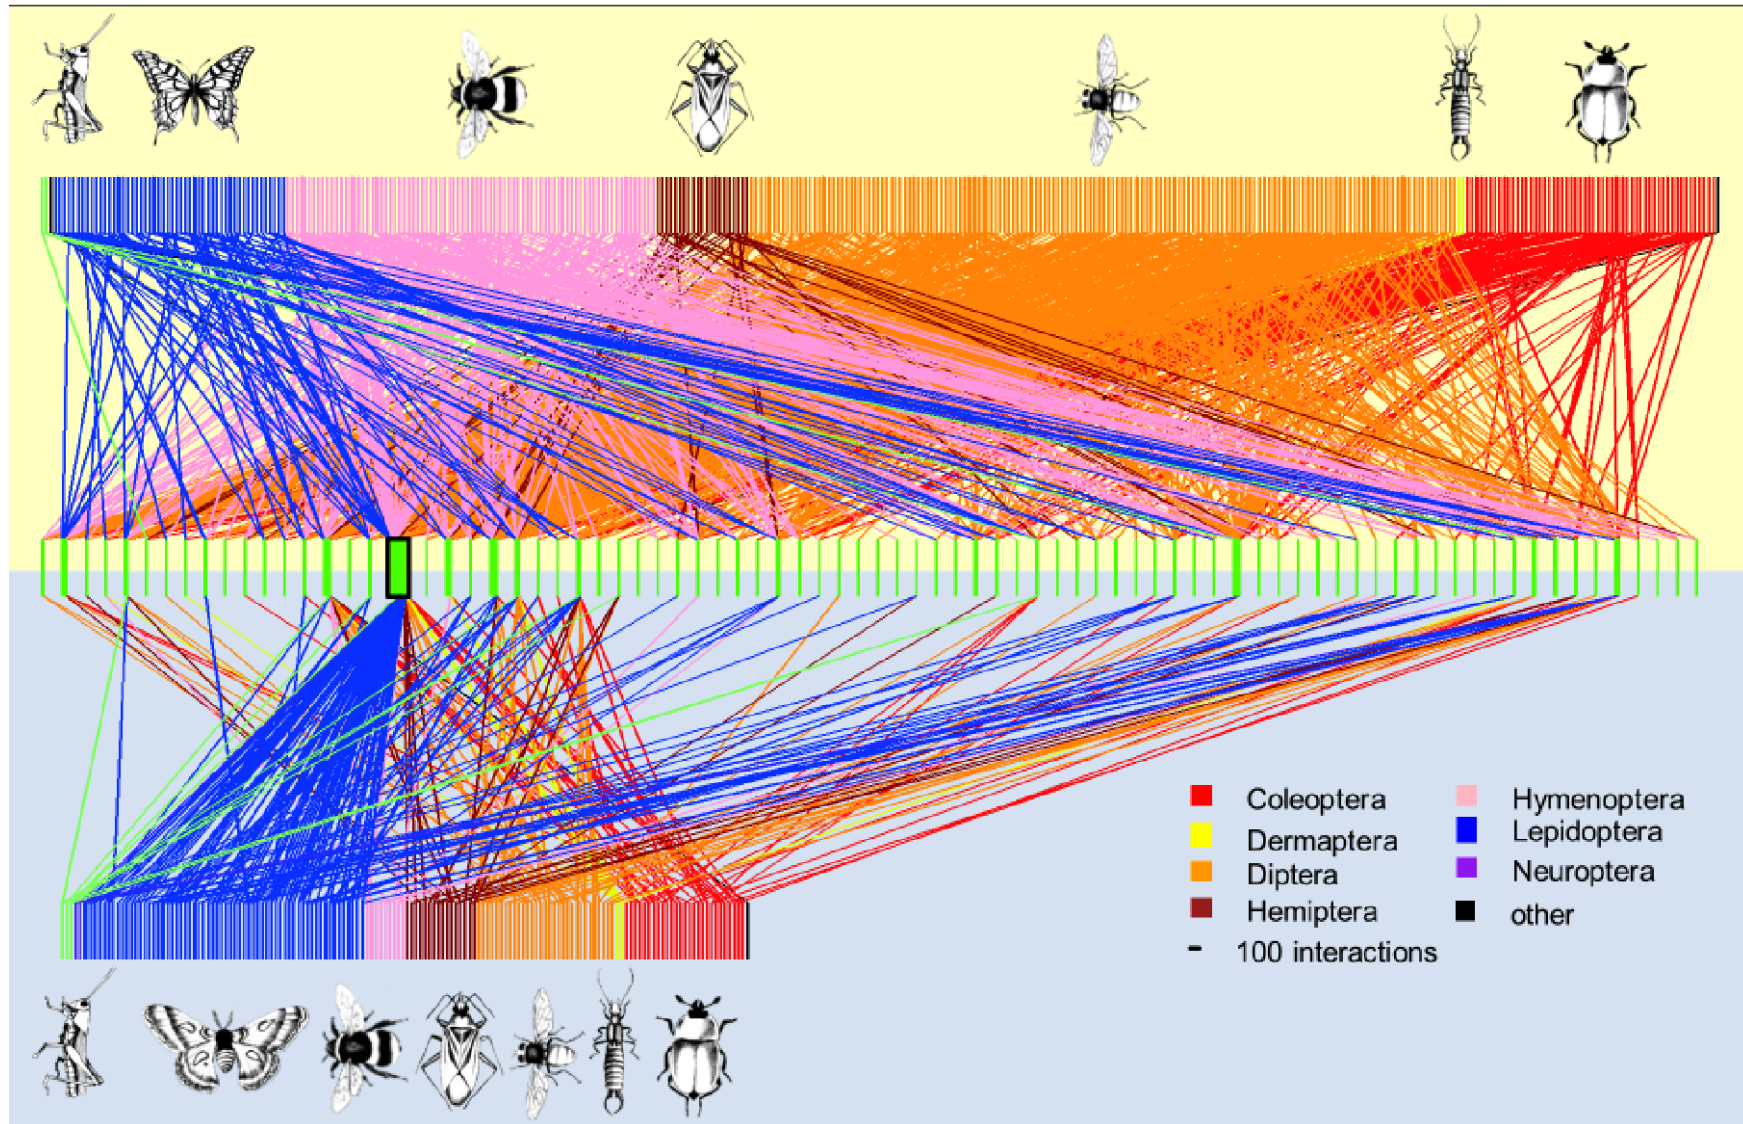 Coleoptera
Dermaptera
Diptera
Hemiptera
100 interactions
Hymenoptera
Lepidoptera
Neuroptera
other